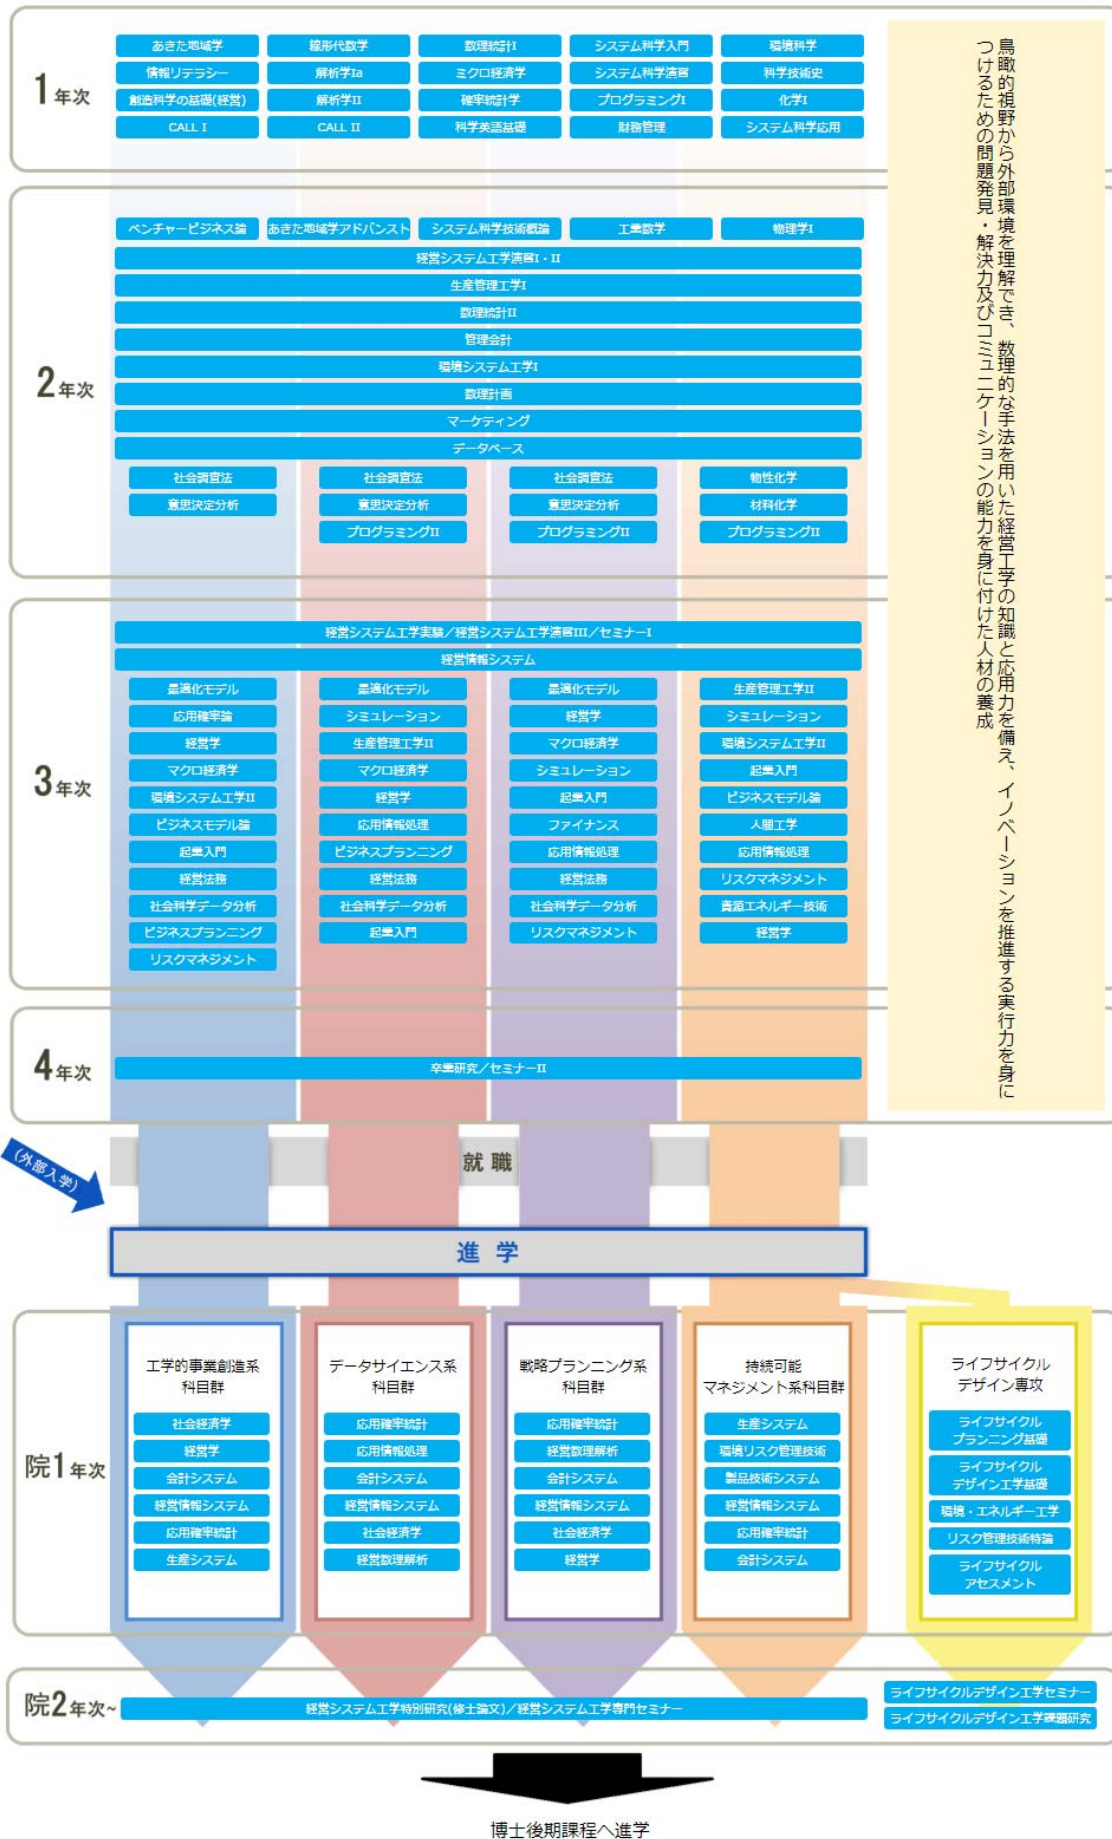 1年次
あきた地域学
線形代数学
数理統計I
システム科学入門
環境科学
情報リテラシー
解析学Ia
ミクロ経済学
システム科学演習
科学技術史
創造科学の基礎(経営)
解析学II
確率統計学
プログラミングI
化学I
CALL I
CALL II
科学英語基礎
財務管理
システム科学応用
鳥瞰的視野から外部環境を理解でき、数理的な手法を用いた経営工学の知識と応用力を備え、イノベーションを推進する実行力を身に
つけるための問題発見・解決力及びコミュニケーションの能力を身に付けた人材の養成
2年次
ベンチャービジネス論
あきた地域学アドバンスト
システム科学技術概論
工業数学
物理学I
経営システム工学演習I・II
生産管理工学I
数理統計II
管理会計
環境システム工学I
数理計画
マーケティング
データベース
社会調査法
社会調査法
社会調査法
物性化学
意思決定分析
意思決定分析
意思決定分析
材料化学
プログラミングII
プログラミングII
プログラミングII
3年次
経営システム工学実験/経営システム工学演習III/セミナーI
経営情報システム
最適化モデル
最適化モデル
最適化モデル
生産管理工学II
応用確率論
シミュレーション
経営学
シミュレーション
経営学
生産管理工学II
マクロ経済学
環境システム工学II
マクロ経済学
マクロ経済学
シミュレーション
起業入門
環境システム工学II
経営学
起業入門
ビジネスモデル論
ビジネスモデル論
応用情報処理
ファイナンス
人間工学
起業入門
ビジネスプランニング
応用情報処理
応用情報処理
経営法務
経営法務
経営法務
リスクマネジメント
社会科学データ分析
社会科学データ分析
社会科学データ分析
資源エネルギー技術
ビジネスプランニング
起業入門
リスクマネジメント
経営学
リスクマネジメント
4年次
卒業研究/セミナーII
(外部入学)
就職
進学
院1年次
工学的事業創造系
科目群
社会経済学
経営学
会計システム
経営情報システム
応用確率統計
生産システム
データサイエンス系
科目群
応用確率統計
応用情報処理
会計システム
経営情報システム
社会経済学
経営数理解析
戦略プランニング系
科目群
応用確率統計
経営数理解析
会計システム
経営情報システム
社会経済学
経営学
持続可能
マネジメント系科目群
生産システム
環境リスク管理技術
製品技術システム
経営情報システム
応用確率統計
会計システム
ライフサイクル
デザイン専攻
ライフサイクル
プランニング基礎
ライフサイクル
デザイン工学基礎
環境・エネルギー工学
リスク管理技術特論
ライフサイクル
アセスメント
院2年次~
経営システム工学特別研究(修士論文)/経営システム工学専門セミナー
ライフサイクルデザイン工学セミナー
ライフサイクルデザイン工学課題研究
博士後期課程へ進学